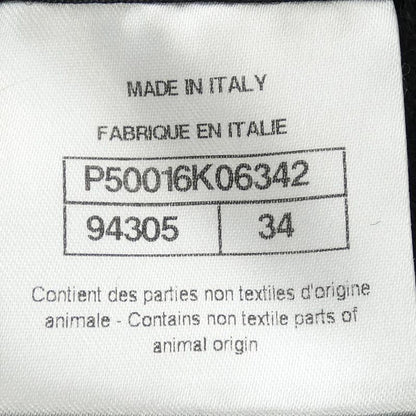 MADE IN ITALY
FABRIQUE EN ITALIE
P50016K06342
94305 34
Contient des parties non textiles d'origine
animale - Contains non textile parts of
animal origin